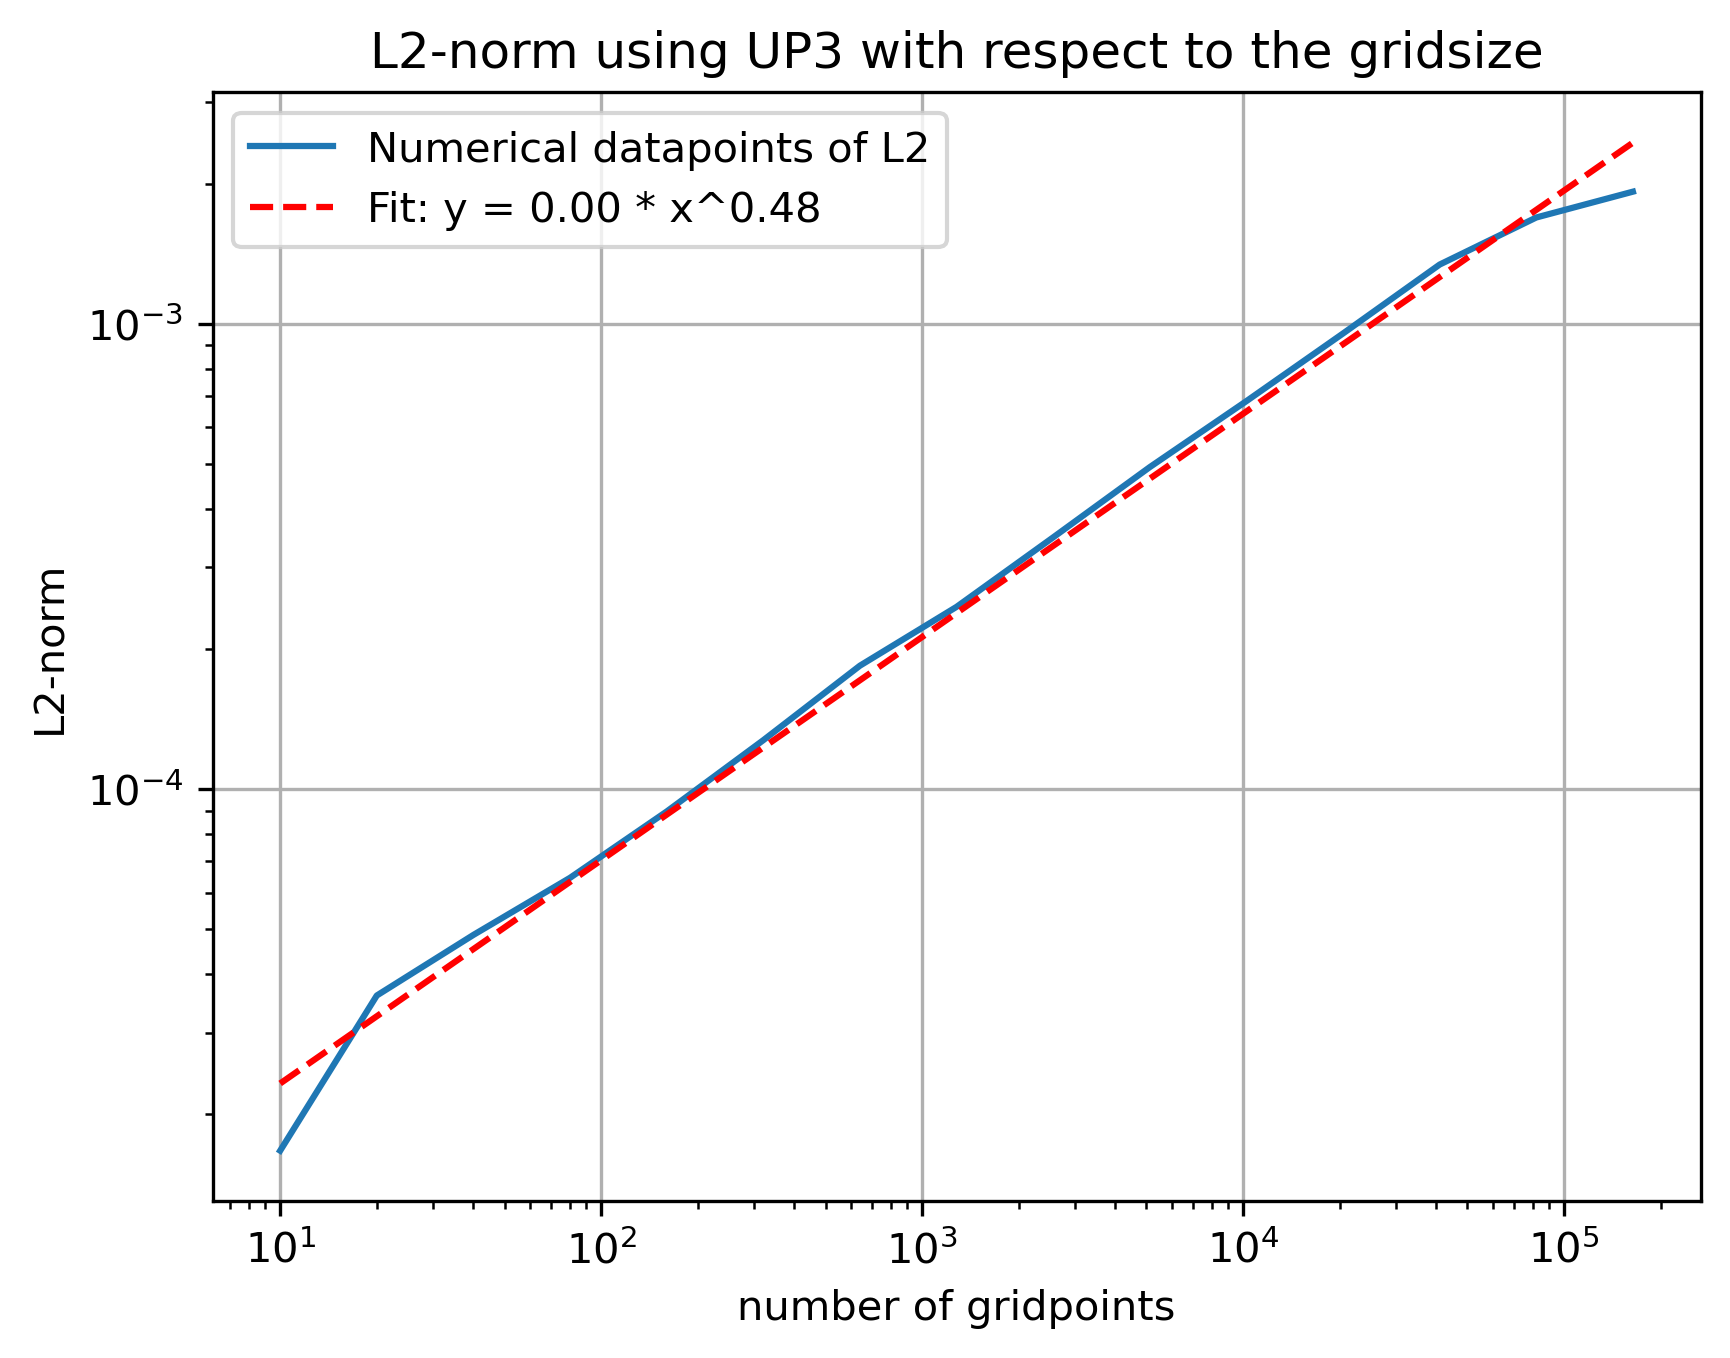 L2-norm using UP3 with respect to the gridsize
Numerical datapoints of L2
Fit: y = 0.00 * x^0.48
10⁻³
10⁻⁴
L2-norm
10¹ 10² 10³ 10⁴ 10⁵
number of gridpoints